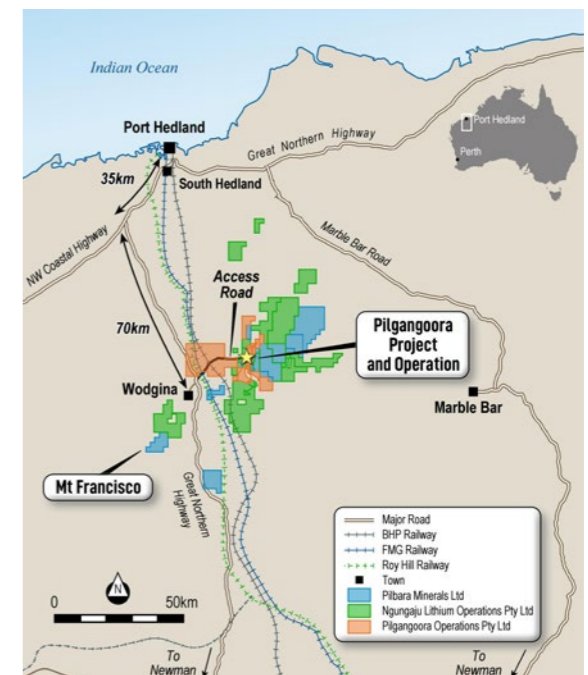 Indian Ocean
Port Hedland
Great Northern Highway
Port Hedland
Perth
35km
South Hedland
NW Coastal Highway
Marble Bar Road
Access
Road
70km
Pilgangoora
Project
and Operation
Wodgina
Marble Bar
Mt Francisco
Great Northern
Highway
N
0
50km
Major Road
BHP Railway
FMG Railway
Roy Hill Railway
Town
Pilbara Minerals Ltd
Ngungaju Lithium Operations Pty Ltd
Pilgangoora Operations Pty Ltd
To
Newman
To
Newman